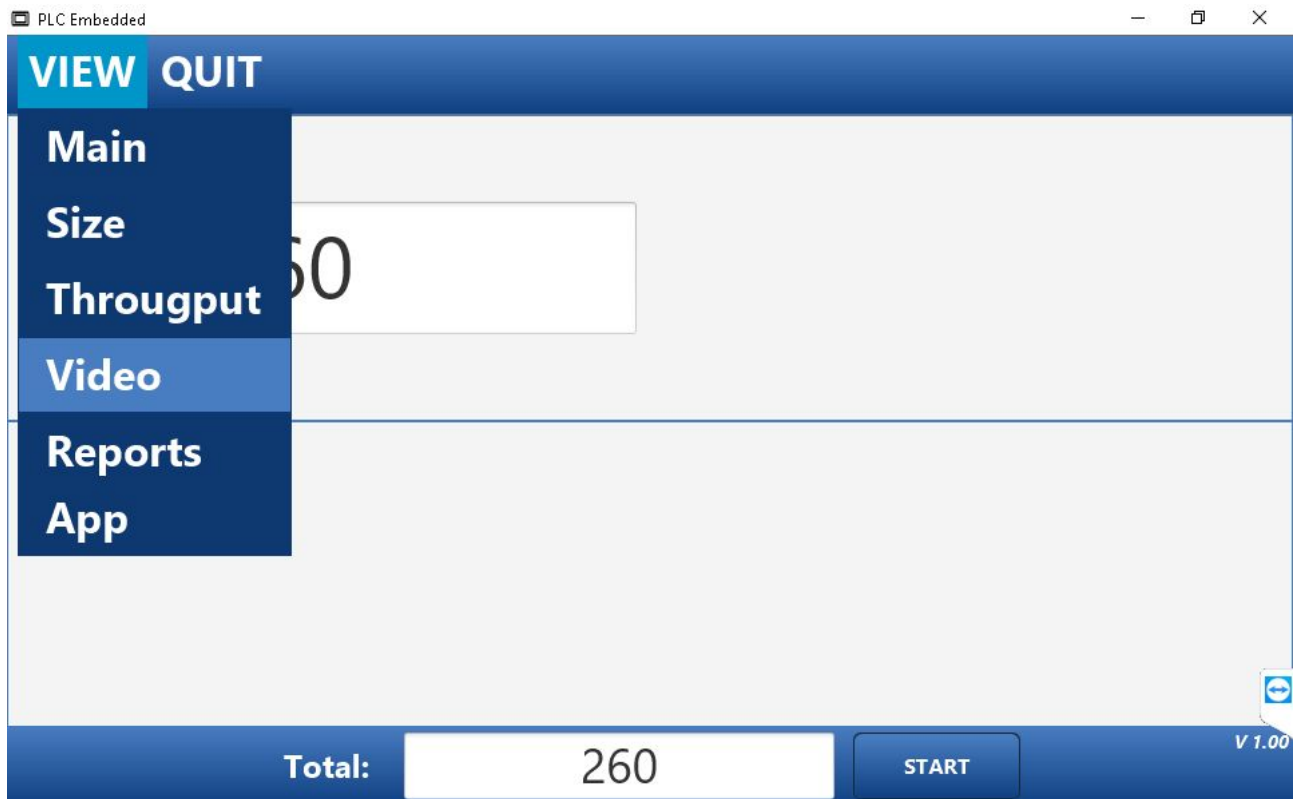 PLC Embedded
VIEW QUIT
Main
Size
Througput
Video
Reports
App
Total: 260 START
V 1.00